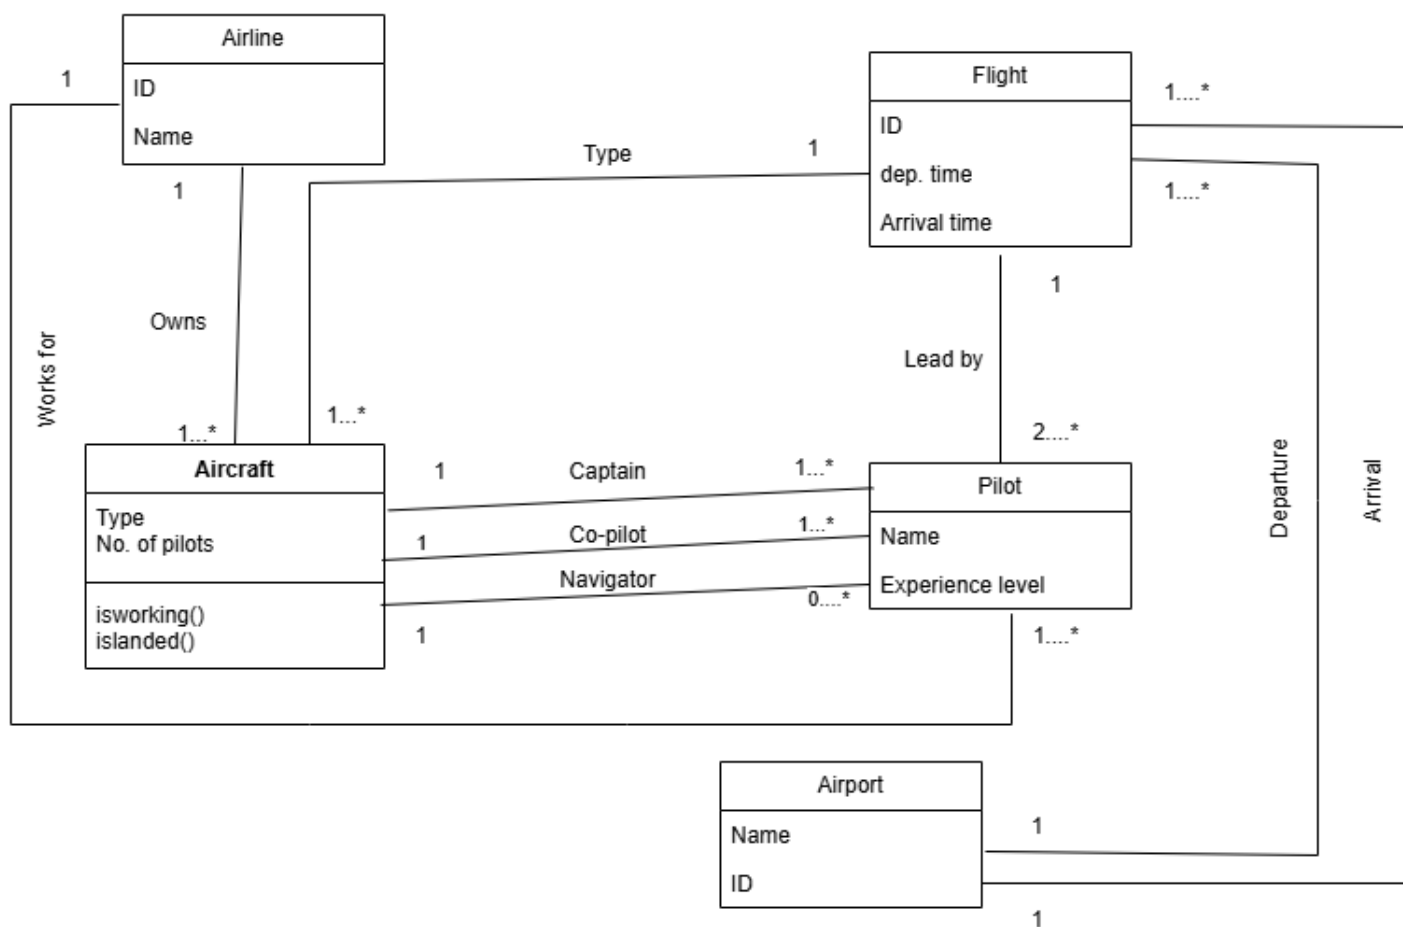 Airline
1
ID
Name
1
Flight
1....*
ID
dep. time
Arrival time
1....*
Type
1
1
Owns
Works for
Lead by
1...*
1...*
2....*
Aircraft
Type
No. of pilots
isworking()
islanded()
1
Captain
1...*
1
Co-pilot
1...*
Navigator
0....*
1
Pilot
Name
Experience level
1....*
Departure
Arrival
Airport
Name
ID
1
1